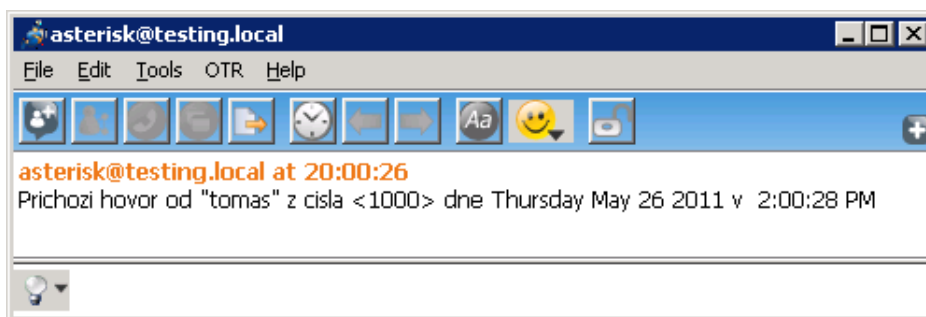 asterisk@testing.local
File Edit Tools OTR Help
Aa
asterisk@testing.local at 20:00:26
Prichozi hovor od "tomas" z cisla <1000> dne Thursday May 26 2011 v  2:00:28 PM